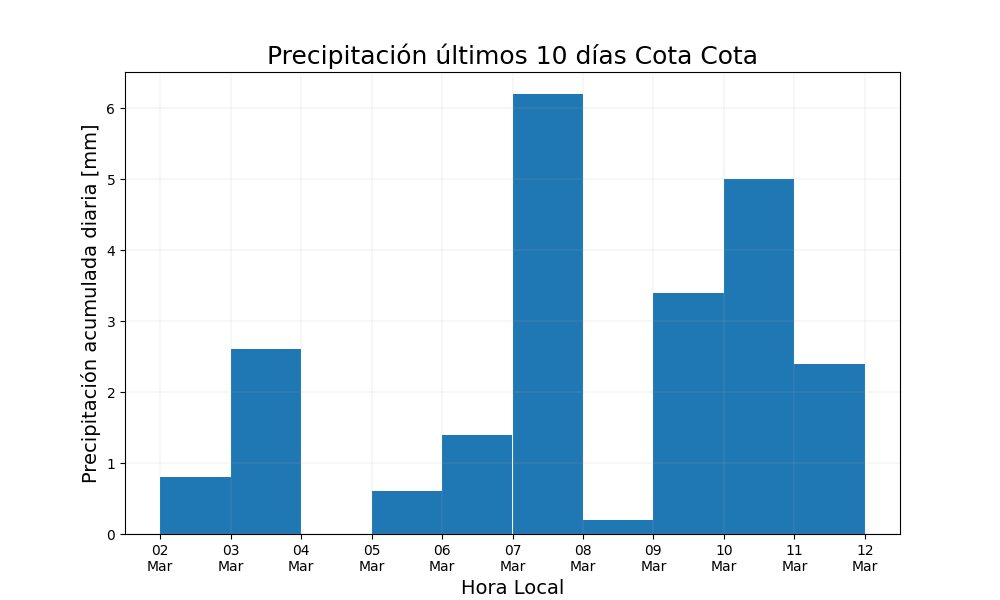 Precipitación últimos 10 días Cota Cota
Precipitación acumulada diaria [mm]
6
5
4
3
2
1
0
02 03 04 05 06 07 08 09 10 11 12
Mar Mar Mar Mar Mar Mar Mar Mar Mar Mar Mar
Hora Local